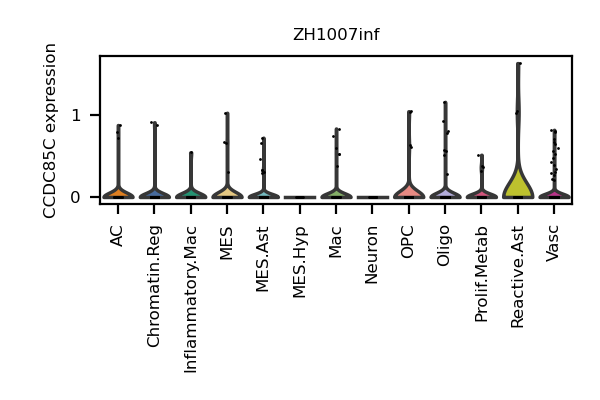 ZH1007inf
CCDC85C expression
1
0
AC
Chromatin.Reg
Inflammatory.Mac
MES
MES.Ast
MES.Hyp
Mac
Neuron
OPC
Oligo
Prolif.Metab
Reactive.Ast
Vasc